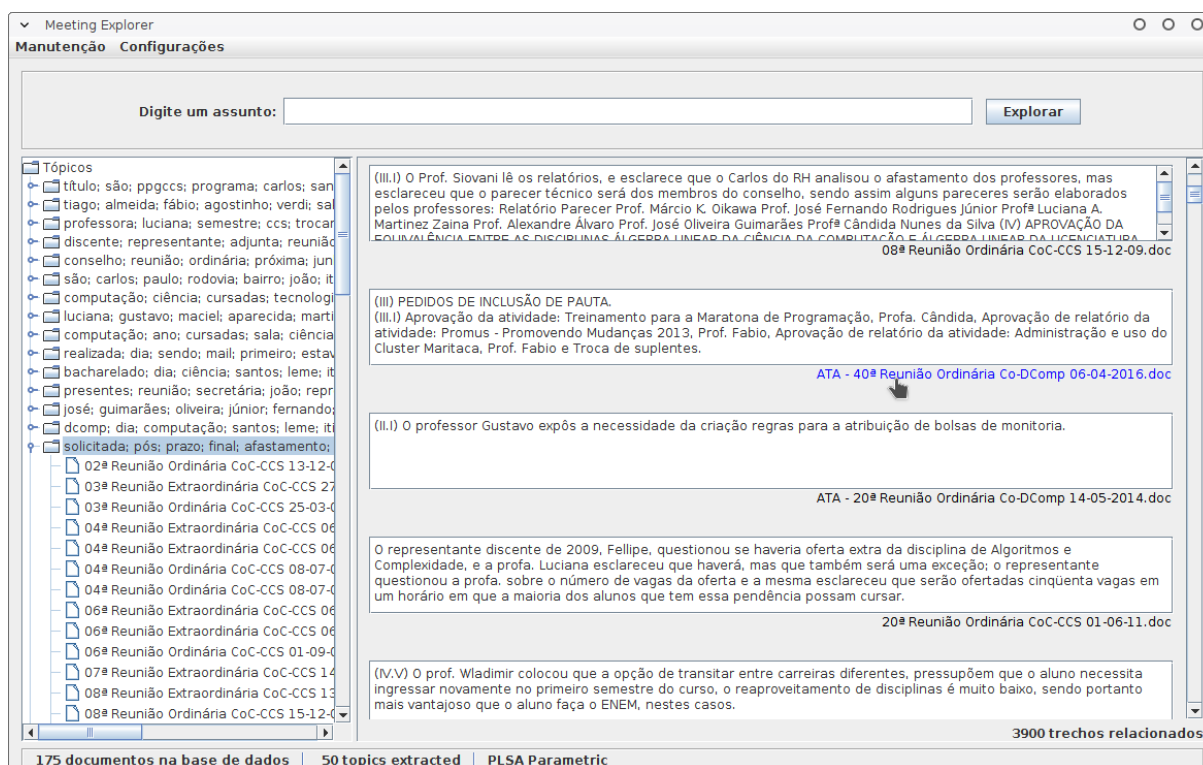 Meeting Explorer
Manutenção Configurações
Digite um assunto:
Explorar
Tópicos
título; são; ppgccs; programa; carlos; san
tiago; almeida; fábio; agostinho; verdi; sal
professora; luciana; semestre; ccs; trocar
discente; representante; adjunta; reunião
conselho; reunião; ordinária; próxima; jun
são; carlos; paulo; rodovia; bairro; joão; it
computação; ciência; cursadas; tecnologi
luciana; gustavo; maciel; aparecida; marti
computação; ano; cursadas; sala; ciência
realizada; dia; sendo; mail; primeiro; estav
bacharelado; dia; ciência; santos; leme; it
presentes; reunião; secretária; joão; repr
josé; guimarães; oliveira; júnior; fernando;
dcomp; dia; computação; santos; leme; iti
solicitada; pós; prazo; final; afastamento;
02ª Reunião Ordinária CoC-CCS 13-12-0
03ª Reunião Extraordinária CoC-CCS 27
03ª Reunião Ordinária CoC-CCS 25-03-0
04ª Reunião Extraordinária CoC-CCS 06
04ª Reunião Extraordinária CoC-CCS 06
04ª Reunião Ordinária CoC-CCS 08-07-0
04ª Reunião Ordinária CoC-CCS 08-07-0
06ª Reunião Extraordinária CoC-CCS 06
06ª Reunião Extraordinária CoC-CCS 06
06ª Reunião Ordinária CoC-CCS 01-09-0
07ª Reunião Extraordinária CoC-CCS 14
08ª Reunião Extraordinária CoC-CCS 13
08ª Reunião Ordinária CoC-CCS 15-12-0
(III.I) O Prof. Siovani lê os relatórios, e esclarece que o Carlos do RH analisou o afastamento dos professores, mas
esclareceu que o parecer técnico será dos membros do conselho, sendo assim alguns pareceres serão elaborados
pelos professores: Relatório Parecer Prof. Márcio K. Oikawa Prof. José Fernando Rodrigues Júnior Profª Luciana A.
Martinez Zaina Prof. Alexandre Álvaro Prof. José Oliveira Guimarães Profª Cândida Nunes da Silva (IV) APROVAÇÃO DA
EQUIVALÊNCIA ENTRE AS DISCIPLINAS ÁLGEBRA LINEAR DA CIÊNCIA DA COMPUTAÇÃO E ÁLGEBRA LINEAR DA LICENCIATURA
08ª Reunião Ordinária CoC-CCS 15-12-09.doc
(III) PEDIDOS DE INCLUSÃO DE PAUTA.
(III.I) Aprovação da atividade: Treinamento para a Maratona de Programação, Profa. Cândida, Aprovação de relatório da
atividade: Promus - Promovendo Mudanças 2013, Prof. Fabio, Aprovação de relatório da atividade: Administração e uso do
Cluster Maritaca, Prof. Fabio e Troca de suplentes.
ATA - 40ª Reunião Ordinária Co-DComp 06-04-2016.doc
(II.I) O professor Gustavo expôs a necessidade da criação regras para a atribuição de bolsas de monitoria.
ATA - 20ª Reunião Ordinária Co-DComp 14-05-2014.doc
O representante discente de 2009, Fellipe, questionou se haveria oferta extra da disciplina de Algoritmos e
Complexidade, e a profa. Luciana esclareceu que haverá, mas que também será uma exceção; o representante
questionou a profa. sobre o número de vagas da oferta e a mesma esclareceu que serão ofertadas cinqüenta vagas em
um horário em que a maioria dos alunos que tem essa pendência possam cursar.
20ª Reunião Ordinária CoC-CCS 01-06-11.doc
(IV.V) O prof. Wladimir colocou que a opção de transitar entre carreiras diferentes, pressupõem que o aluno necessita
ingressar novamente no primeiro semestre do curso, o reaproveitamento de disciplinas é muito baixo, sendo portanto
mais vantajoso que o aluno faça o ENEM, nestes casos.
3900 trechos relacionados
175 documentos na base de dados 50 topics extracted PLSA Parametric